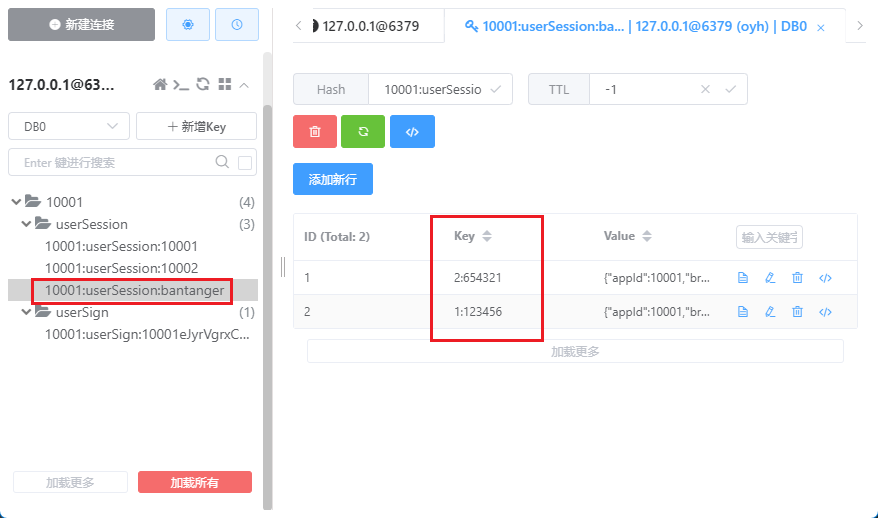 新建连接
127.0.0.1@63...
DB0
新增Key
Enter 键进行搜索
10001 (4)
userSession (3)
10001:userSession:10001
10001:userSession:10002
10001:userSession:bantanger
userSign (1)
10001:userSign:10001eJyrVgrxC...
加载更多
加载所有
127.0.0.1@6379
10001:userSession:ba... | 127.0.0.1@6379 (oyh) | DB0
Hash 10001:userSessio
TTL -1
添加新行
ID (Total: 2) Key Value 输入关键字
1 2:654321 {"appId":10001,"br...
2 1:123456 {"appId":10001,"br...
加载更多